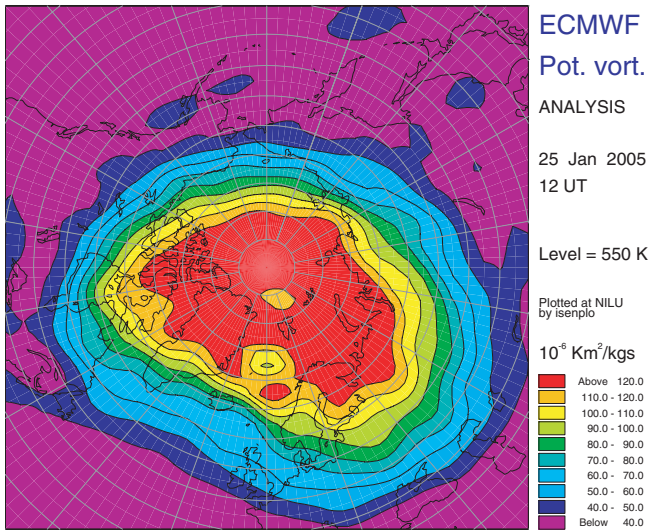 ECMWF
Pot. vort.
ANALYSIS
25 Jan 2005
12 UT
Level = 550 K
Plotted at NILU
by isenplo
10⁻⁶ Km²/kgs
Above 120.0
110.0 - 120.0
100.0 - 110.0
90.0 - 100.0
80.0 - 90.0
70.0 - 80.0
60.0 - 70.0
50.0 - 60.0
40.0 - 50.0
Below 40.0